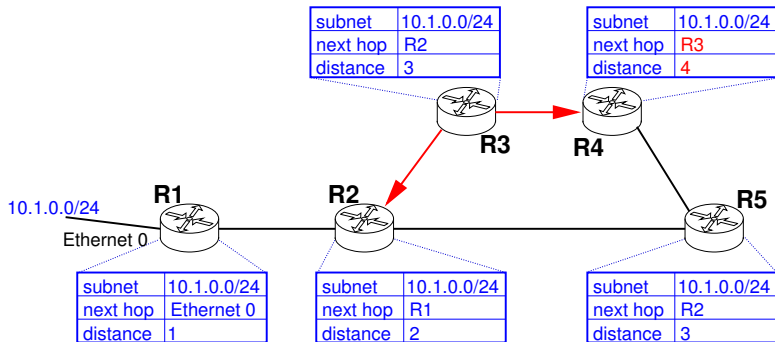 subnet 10.1.0.0/24
next hop R2
distance 3
subnet 10.1.0.0/24
next hop R3
distance 4
R3
R4
R1
R2
R5
10.1.0.0/24
Ethernet 0
subnet 10.1.0.0/24
next hop Ethernet 0
distance 1
subnet 10.1.0.0/24
next hop R1
distance 2
subnet 10.1.0.0/24
next hop R2
distance 3